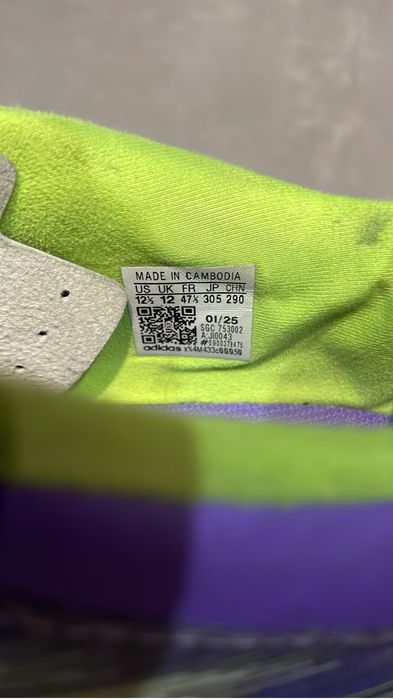 MADE IN CAMBODIA
US UK FR JP CHN
12½ 12 47⅓ 305 290
01/25
SGC 753002
A:JI0043
adidas